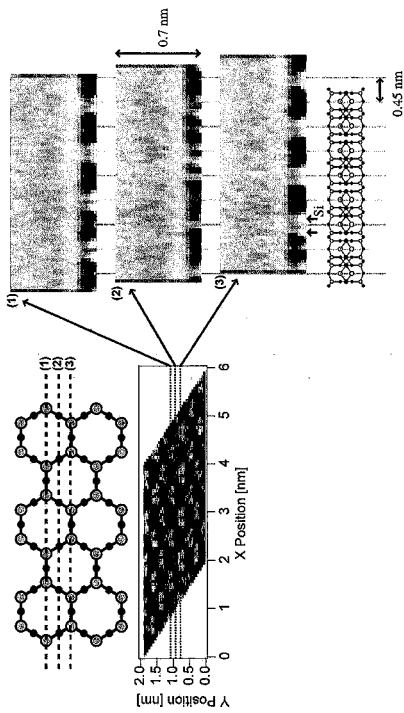 (1)
(2)
(3)
Y Position [nm]
2.0
1.5
1.0
0.5
0.0
0 1 2 3 4 5 6
X Position [nm]
(1)
(2)
(3)
0.7 nm
Si
0.45 nm